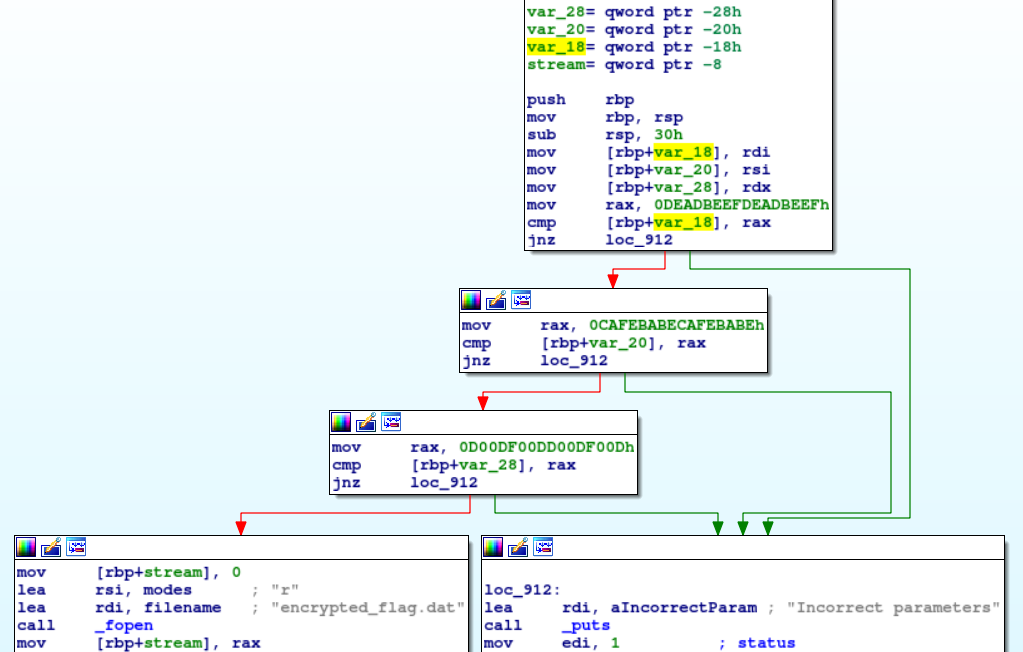 var_28= qword ptr -28h
var_20= qword ptr -20h
var_18= qword ptr -18h
stream= qword ptr -8
push rbp
mov rbp, rsp
sub rsp, 30h
mov [rbp+var_18], rdi
mov [rbp+var_20], rsi
mov [rbp+var_28], rdx
mov rax, 0DEADBEEFDEADBEEFh
cmp [rbp+var_18], rax
jnz loc_912
mov rax, 0CAFEBABECAFEBABEh
cmp [rbp+var_20], rax
jnz loc_912
mov rax, 0D00DF00DD00DF00Dh
cmp [rbp+var_28], rax
jnz loc_912
mov [rbp+stream], 0
lea rsi, modes ; "r"
lea rdi, filename ; "encrypted_flag.dat"
call _fopen
mov [rbp+stream], rax
loc_912:
lea rdi, aIncorrectParam ; "Incorrect parameters"
call _puts
mov edi, 1 ; status